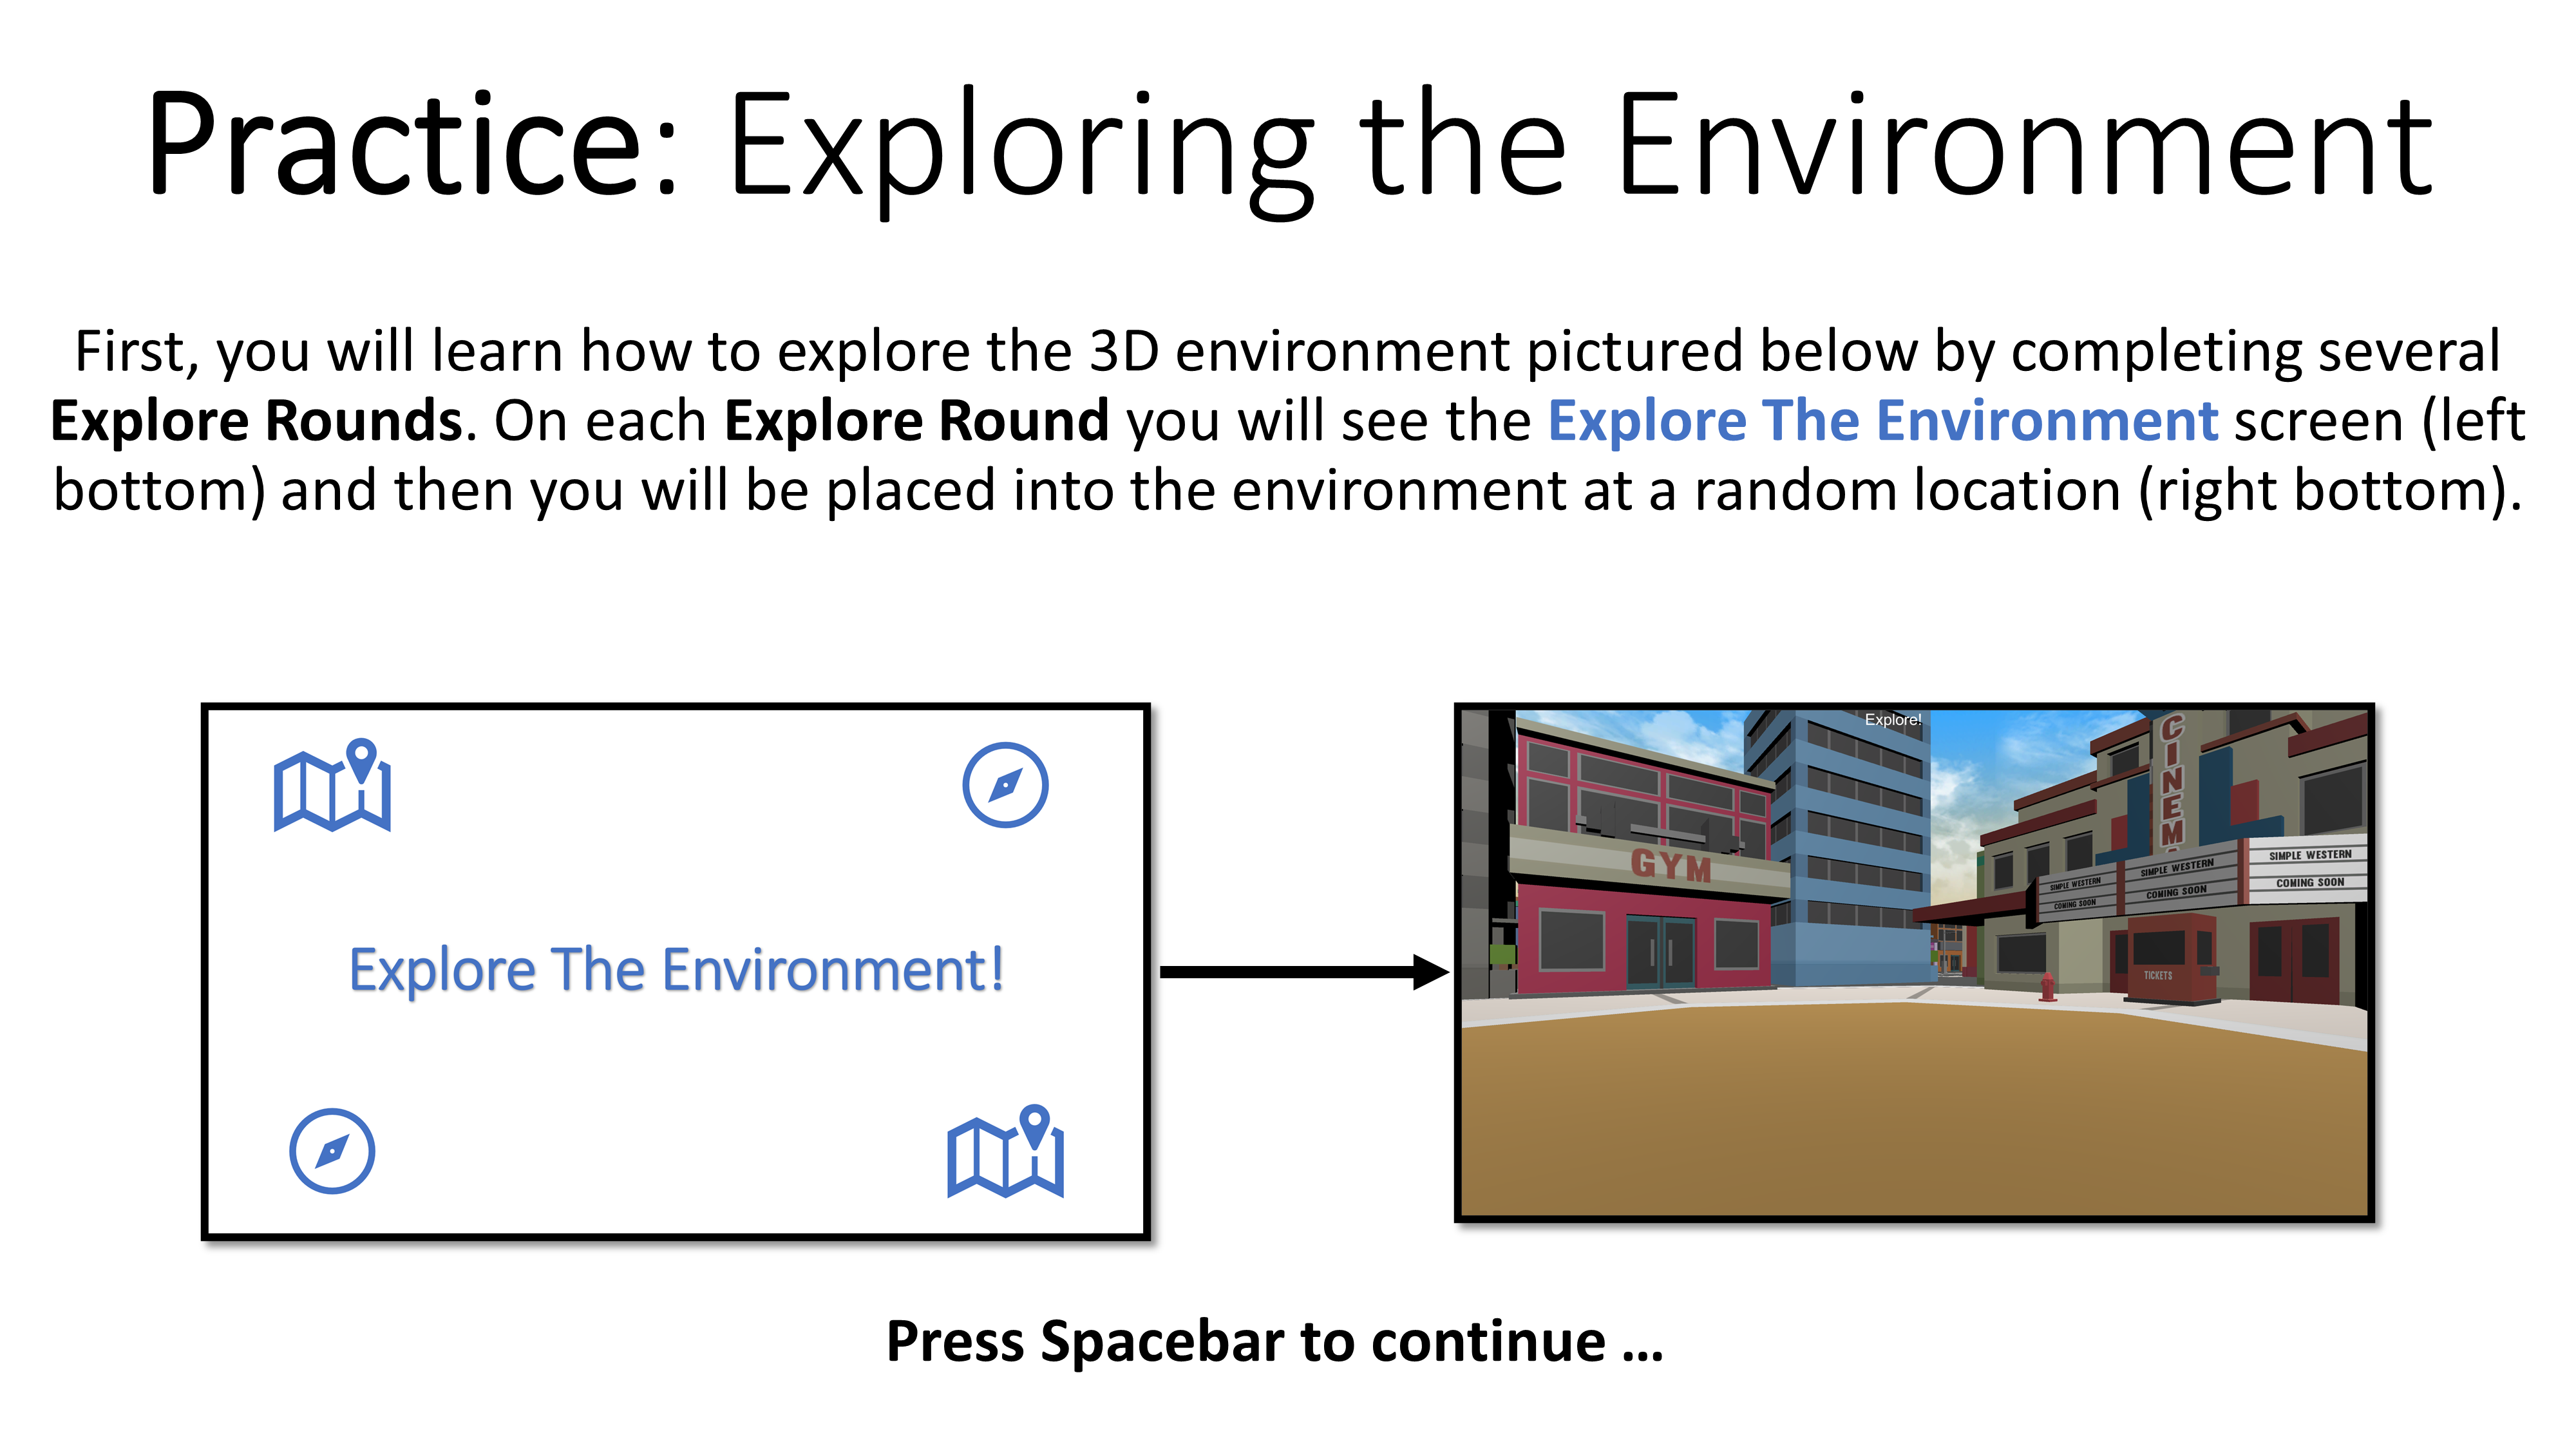 Practice: Exploring the Environment
First, you will learn how to explore the 3D environment pictured below by completing several
Explore Rounds. On each Explore Round you will see the Explore The Environment screen (left
bottom) and then you will be placed into the environment at a random location (right bottom).
Explore The Environment!
Explore!
GYM
CINEM
SIMPLE WESTERN
COMING SOON
SIMPLE WESTERN
COMING SOON
SIMPLE WESTERN
COMING SOON
TICKETS
Press Spacebar to continue …